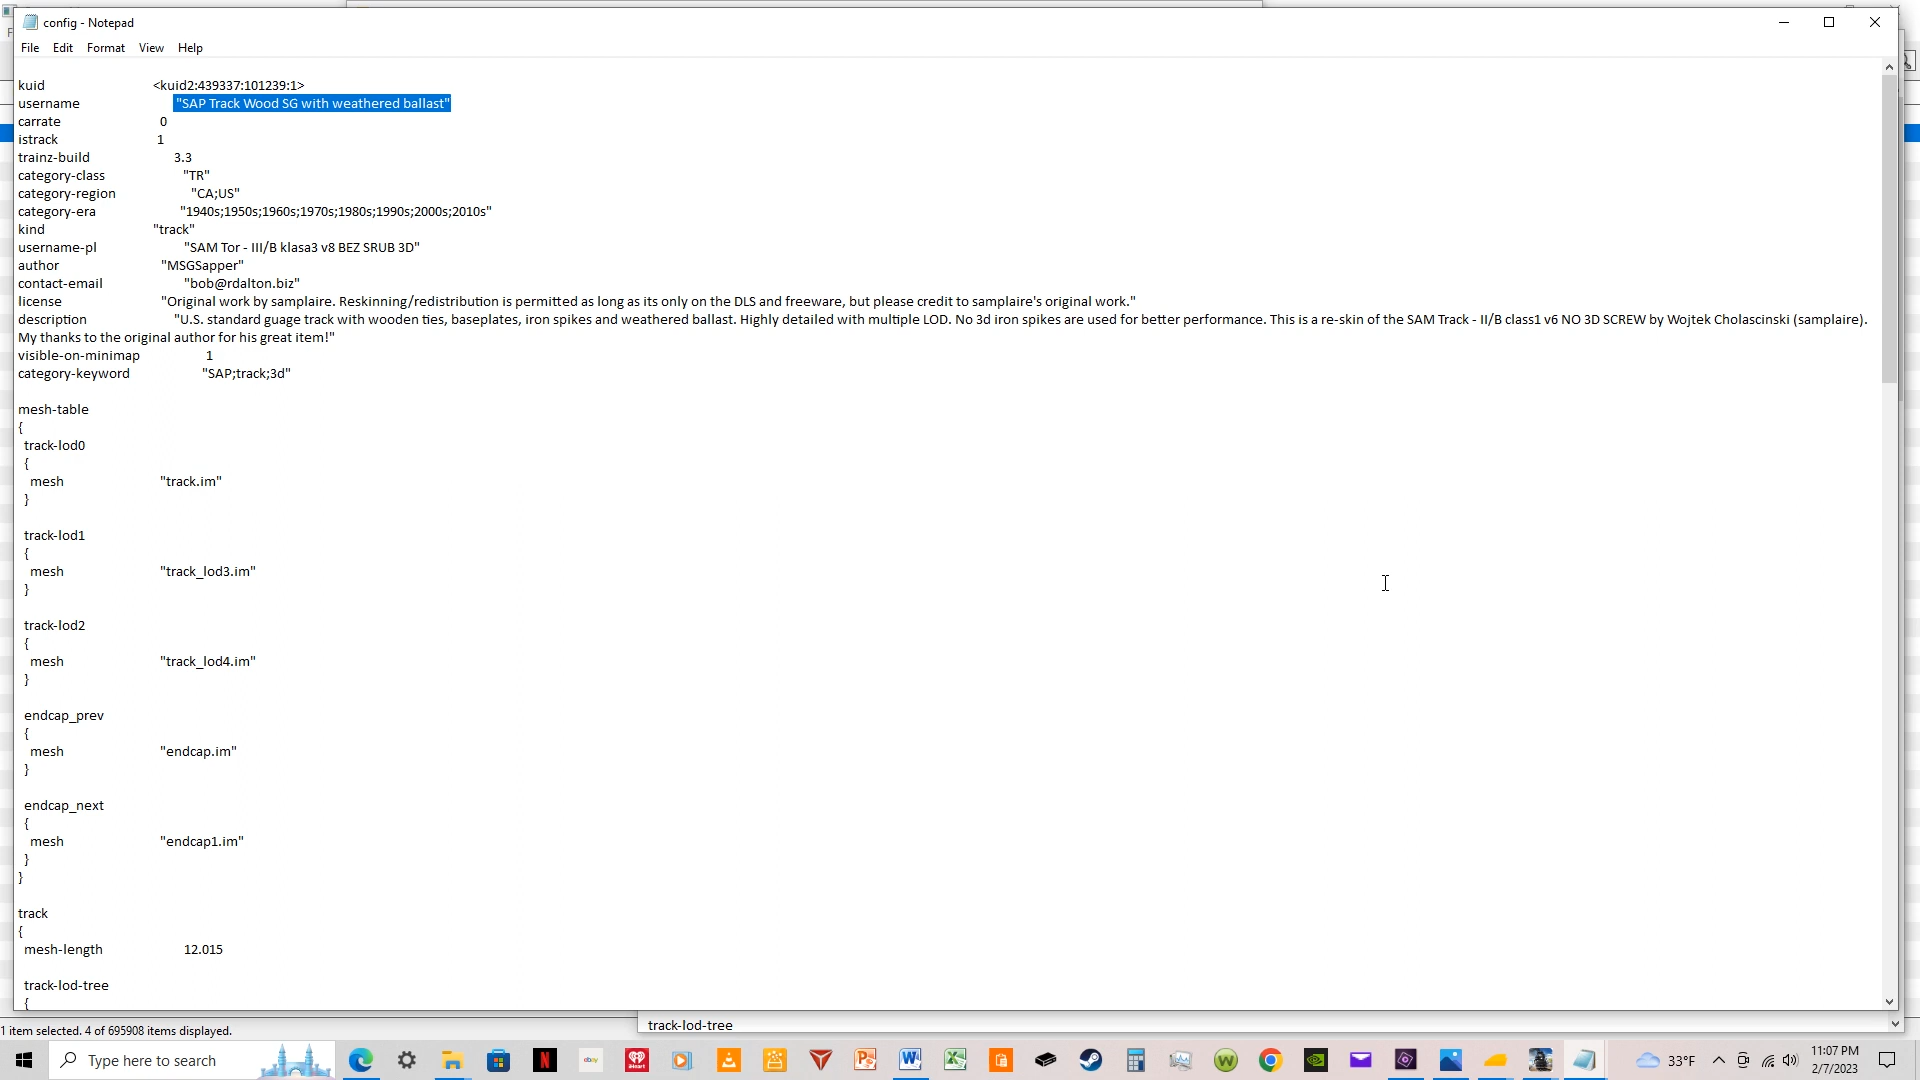 config - Notepad
File Edit Format View Help
kuid <kuid2:439337:101239:1>
username "SAP Track Wood SG with weathered ballast"
carrate 0
istrack 1
trainz-build 3.3
category-class "TR"
category-region "CA;US"
category-era "1940s;1950s;1960s;1970s;1980s;1990s;2000s;2010s"
kind "track"
username-pl "SAM Tor - III/B klasa3 v8 BEZ SRUB 3D"
author "MSGSapper"
contact-email "bob@rdalton.biz"
license "Original work by samplaire. Reskinning/redistribution is permitted as long as its only on the DLS and freeware, but please credit to samplaire's original work."
description "U.S. standard guage track with wooden ties, baseplates, iron spikes and weathered ballast. Highly detailed with multiple LOD. No 3d iron spikes are used for better performance. This is a re-skin of the SAM Track - II/B class1 v6 NO 3D SCREW by Wojtek Cholascinski (samplaire).
My thanks to the original author for his great item!"
visible-on-minimap 1
category-keyword "SAP;track;3d"
mesh-table
{
track-lod0
{
mesh "track.im"
}
track-lod1
{
mesh "track_lod3.im"
}
track-lod2
{
mesh "track_lod4.im"
}
endcap_prev
{
mesh "endcap.im"
}
endcap_next
{
mesh "endcap1.im"
}
}
track
{
mesh-length 12.015
track-lod-tree
{
track-lod-tree
1 item selected. 4 of 695908 items displayed.
Type here to search
33°F
11:07 PM
2/7/2023